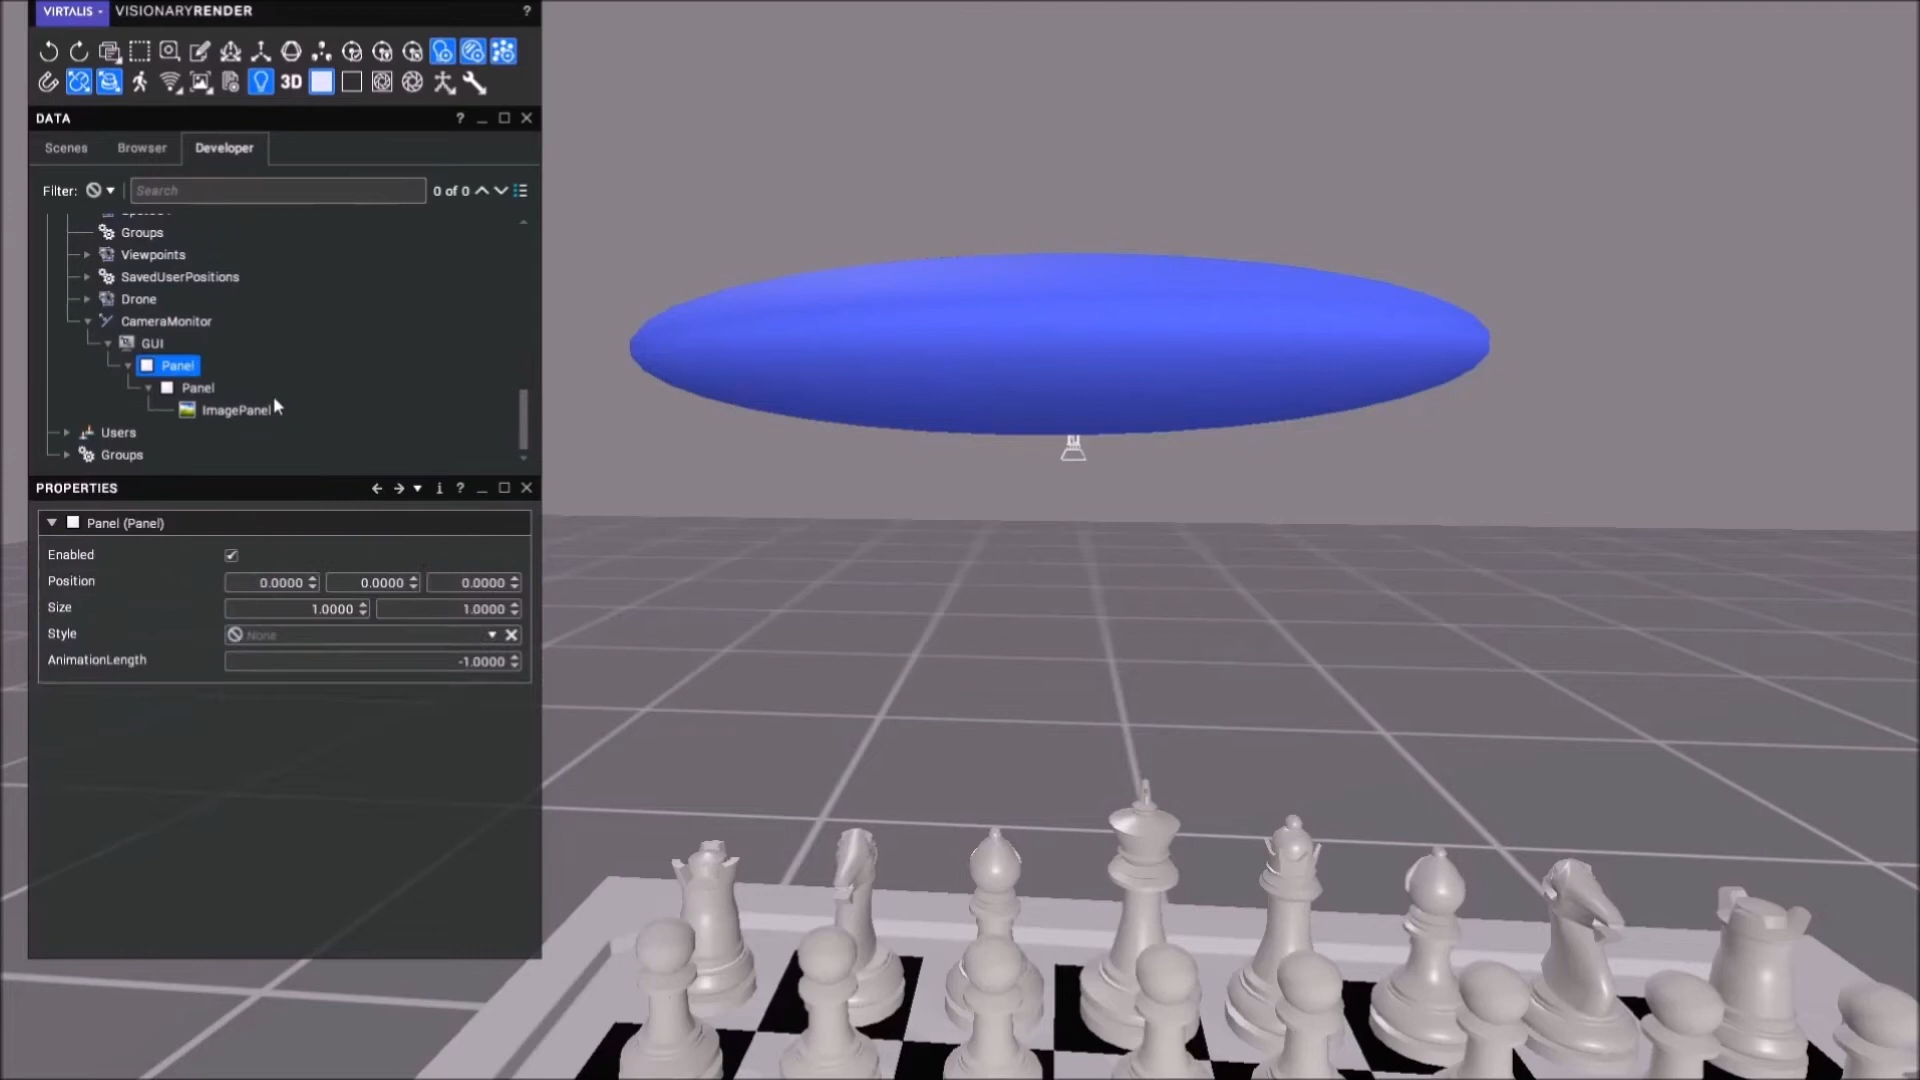 VIRTALIS VISIONARYRENDER ?
3D
DATA ?
Scenes Browser Developer
Filter: Search 0 of 0
Groups
Viewpoints
SavedUserPositions
Drone
CameraMonitor
GUI
Panel
Panel
ImagePanel
Users
Groups
PROPERTIES i ?
Panel (Panel)
Enabled
Position 0.0000 0.0000 0.0000
Size 1.0000 1.0000
Style None
AnimationLength -1.0000